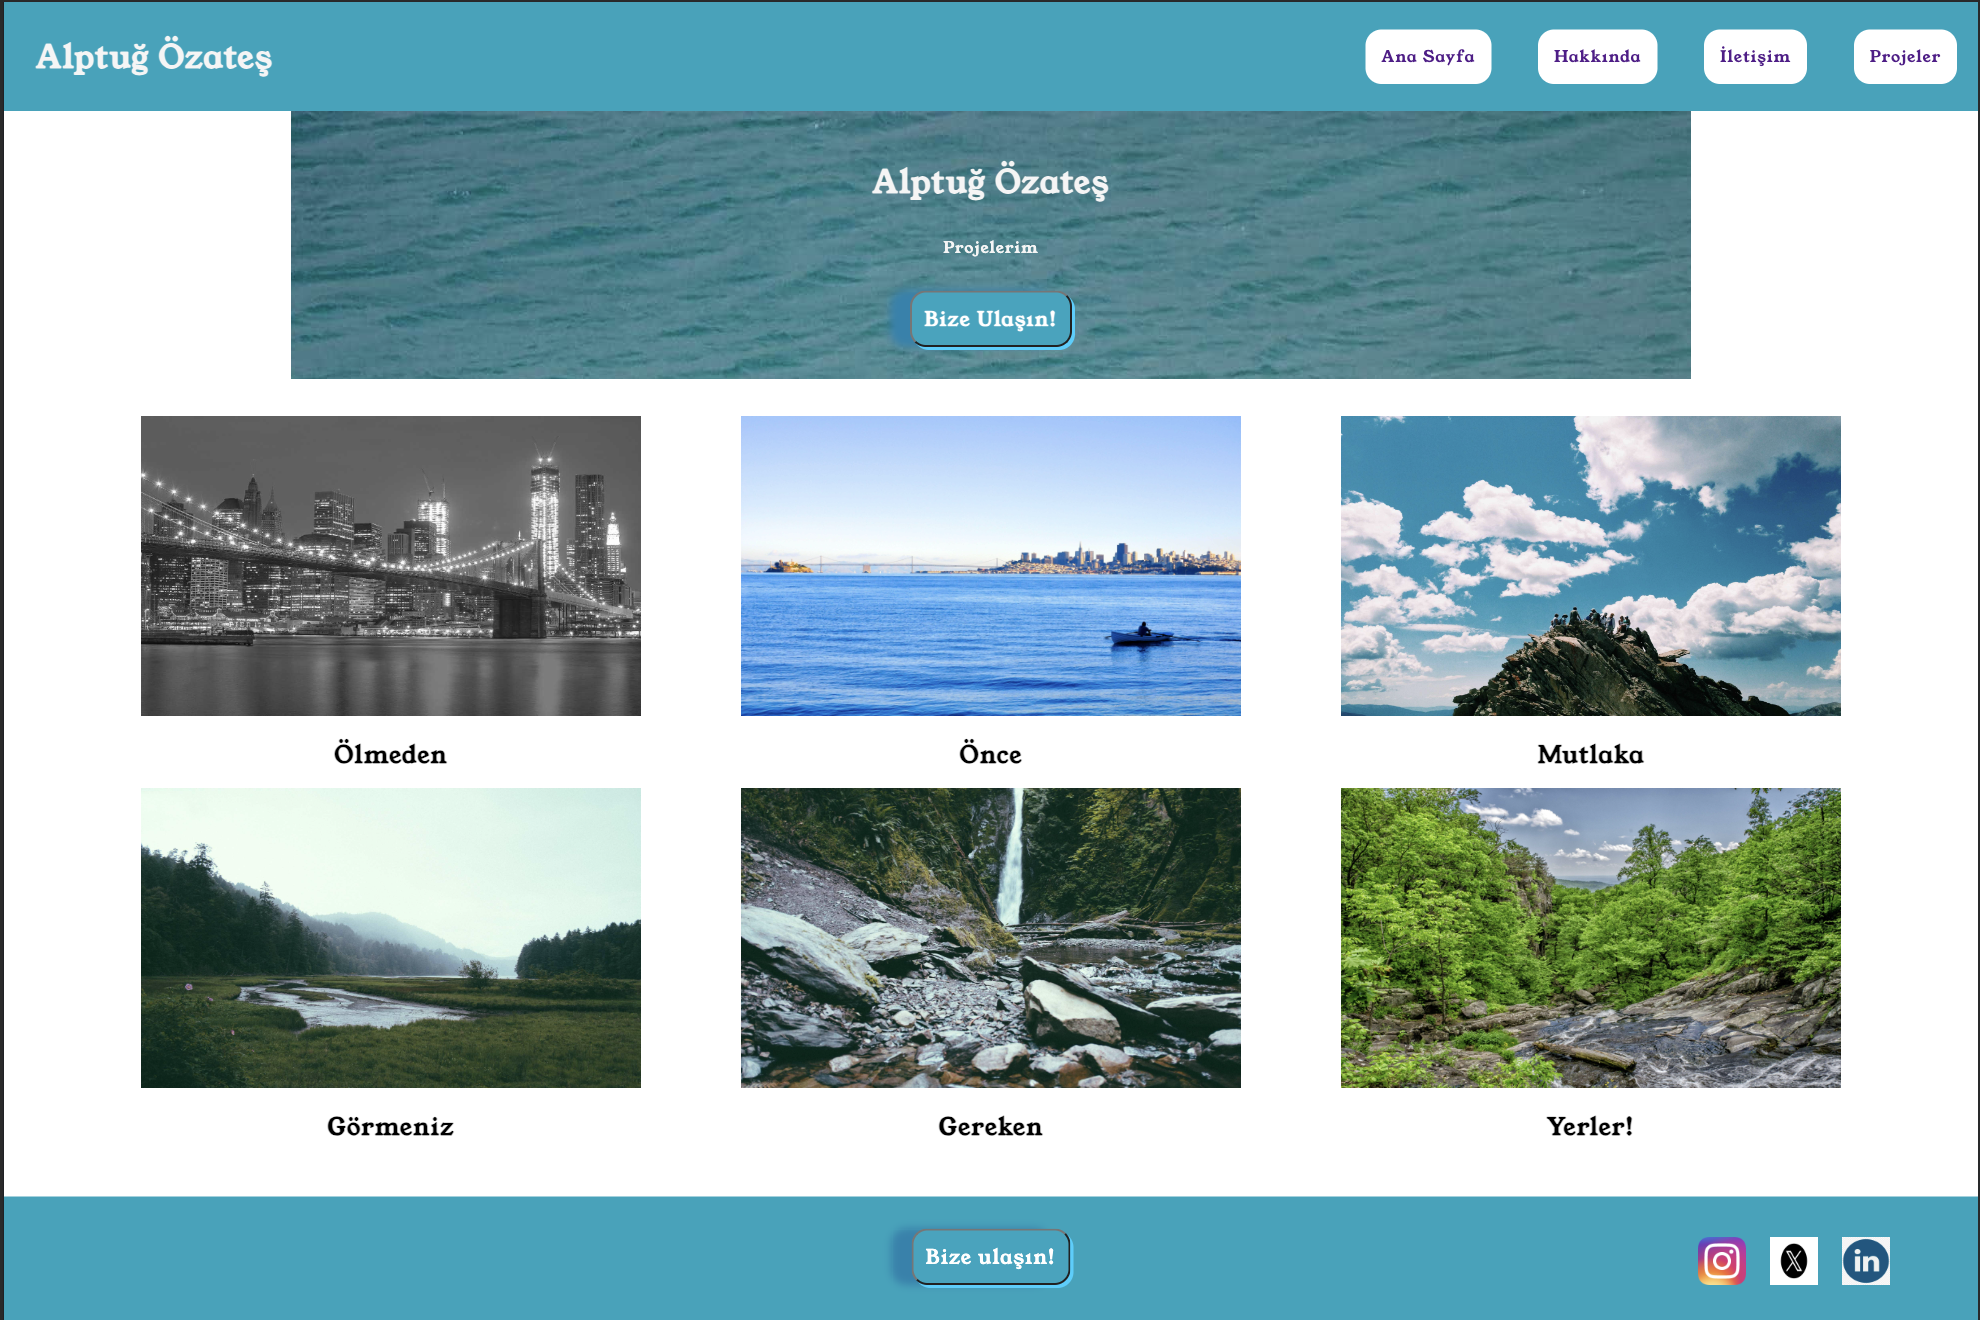 Alptuğ Özateş
Ana Sayfa
Hakkında
İletişim
Projeler
Alptuğ Özateş
Projelerim
Bize Ulaşın!
Ölmeden
Önce
Mutlaka
Görmeniz
Gereken
Yerler!
Bize ulaşın!
X
in